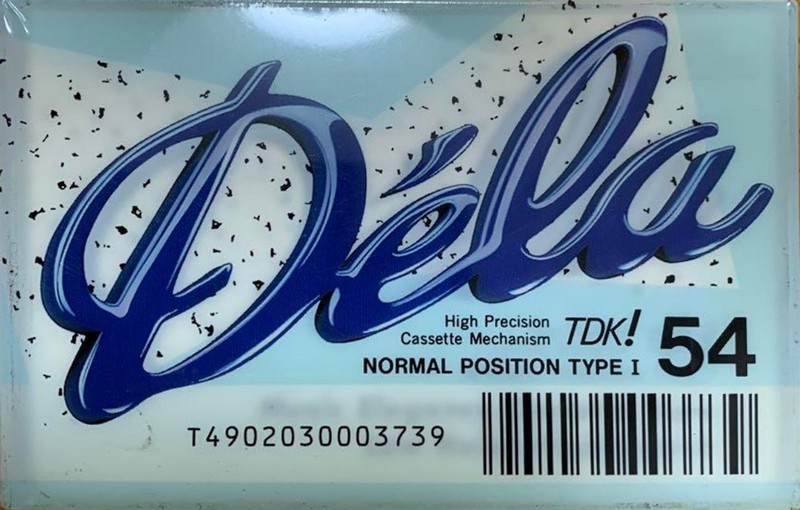 Déla
High Precision
Cassette Mechanism TDK! 54
NORMAL POSITION TYPE I
T4902030003739